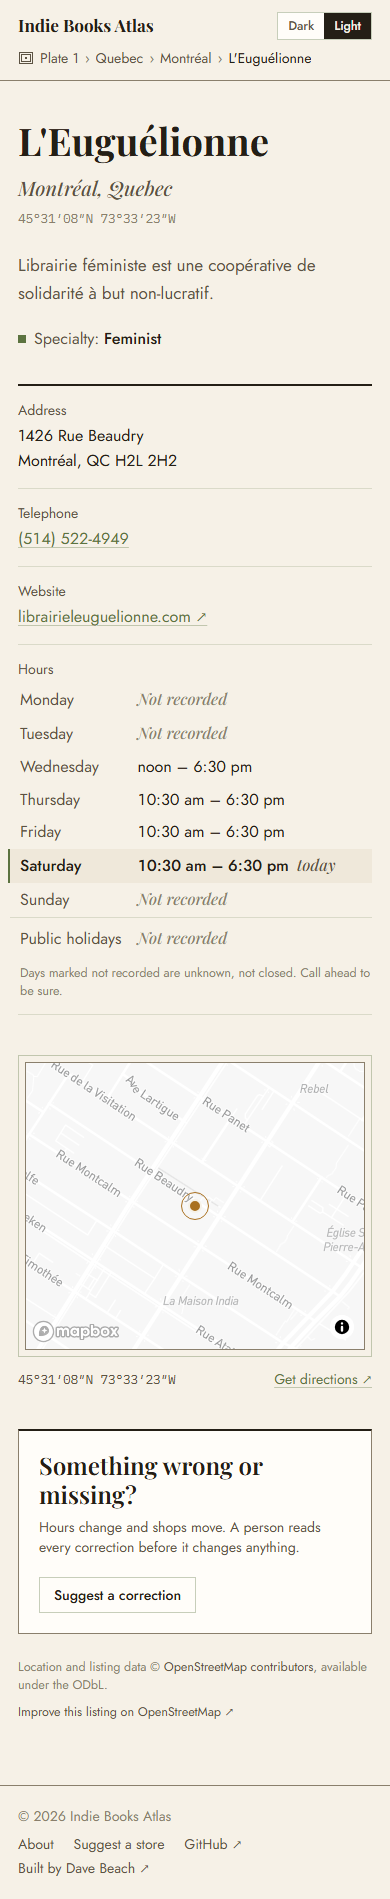 Indie Books Atlas
Dark Light
Plate 1 › Quebec › Montréal › L'Euguélionne
L'Euguélionne
Montréal, Quebec
45°31′08″N 73°33′23″W
Librairie féministe est une coopérative de
solidarité à but non-lucratif.
Specialty: Feminist
Address
1426 Rue Beaudry
Montréal, QC H2L 2H2
Telephone
(514) 522-4949
Website
librairieleuguelionne.com ↗
Hours
Monday Not recorded
Tuesday Not recorded
Wednesday noon – 6:30 pm
Thursday 10:30 am – 6:30 pm
Friday 10:30 am – 6:30 pm
Saturday 10:30 am – 6:30 pm today
Sunday Not recorded
Public holidays Not recorded
Days marked not recorded are unknown, not closed. Call ahead to
be sure.
Rue de la Visitation
Ave Lartigue
Rebel
Rue Panet
Rue Montcalm
Rue Beaudry
lfe
Rue P
eken
Église S
Pierre-A
imothée
Rue Montcalm
La Maison India
mapbox
45°31′08″N 73°33′23″W
Get directions ↗
Something wrong or
missing?
Hours change and shops move. A person reads
every correction before it changes anything.
Suggest a correction
Location and listing data © OpenStreetMap contributors, available
under the ODbL.
Improve this listing on OpenStreetMap ↗
© 2026 Indie Books Atlas
About Suggest a store GitHub ↗
Built by Dave Beach ↗